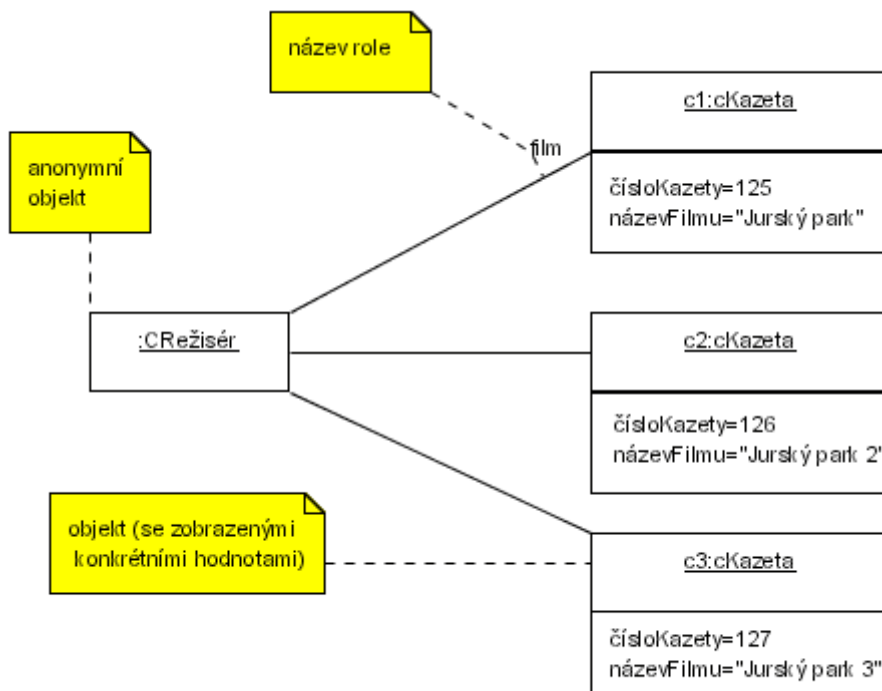 název role
film
c1:cKazeta
čísloKazety=125
názevFilmu="Jurský park"
anonymní
objekt
:CRežisér
c2:cKazeta
čísloKazety=126
názevFilmu="Jurský park 2"
objekt (se zobrazenými
konkrétními hodnotami)
c3:cKazeta
čísloKazety=127
názevFilmu="Jurský park 3"